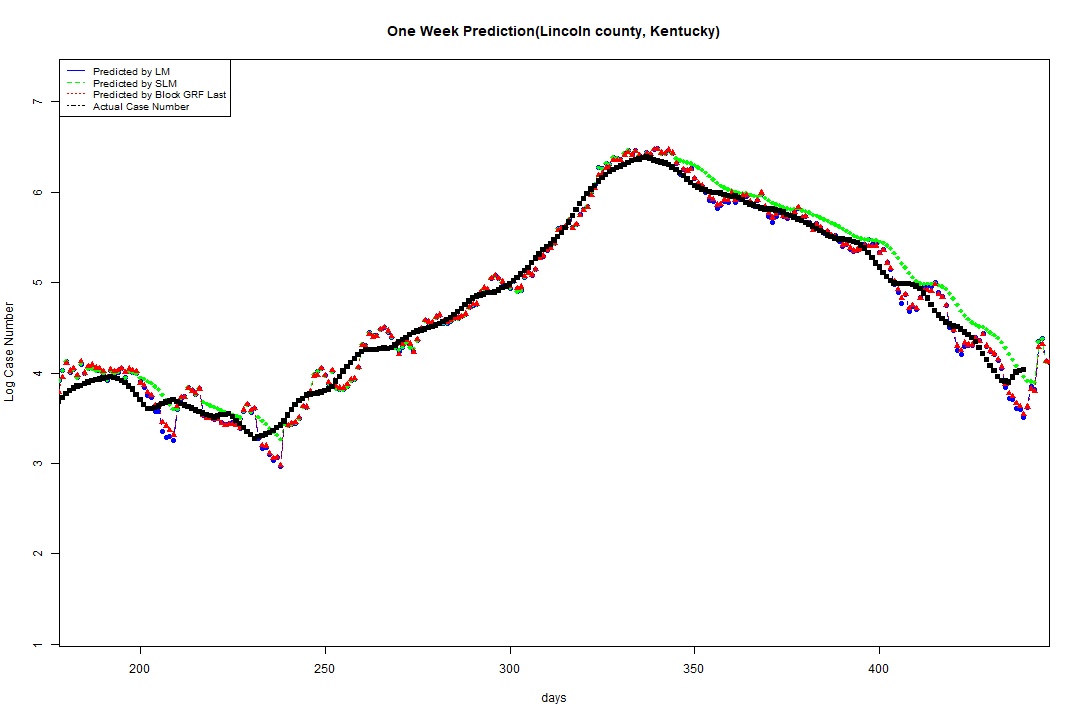 One Week Prediction(Lincoln county, Kentucky)
Predicted by LM
Predicted by SLM
Predicted by Block GRF Last
Actual Case Number
7
6
5
4
3
2
1
Log Case Number
200 250 300 350 400
days